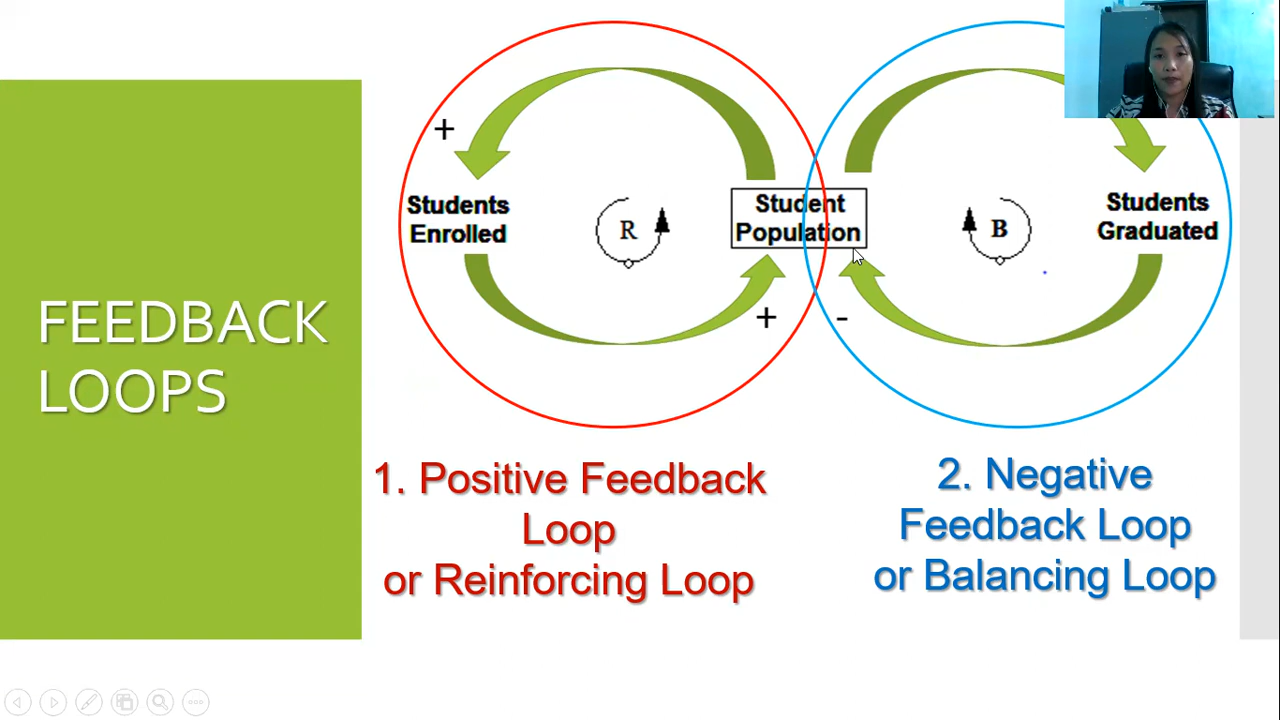 FEEDBACK
LOOPS
+
Students
Enrolled
R
Student
Population
B
Students
Graduated
+
-
1. Positive Feedback
Loop
or Reinforcing Loop
2. Negative
Feedback Loop
or Balancing Loop